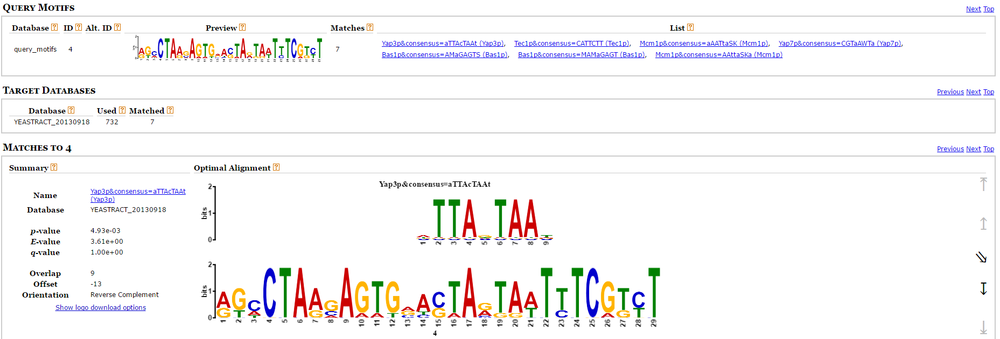 QUERY MOTIFS
Next Top
Database ? ID ? Alt. ID ? Preview ? Matches ? List ?
query_motifs 4 7 Yap3p&consensus=aTTAcTAAt (Yap3p), Tec1p&consensus=CATTCTT (Tec1p), Mcm1p&consensus=aAATtaSK (Mcm1p), Yap7p&consensus=CGTaAWTa (Yap7p),
Bas1p&consensus=AMaGAGTS (Bas1p), Bas1p&consensus=MAMaGAGT (Bas1p), Mcm1p&consensus=AAttaSKa (Mcm1p)
TARGET DATABASES
Previous Next Top
Database ? Used ? Matched ?
YEASTRACT_20130918 732 7
MATCHES TO 4
Previous Next Top
Summary ?
Name Yap3p&consensus=aTTAcTAAt
(Yap3p)
Database YEASTRACT_20130918
p-value 4.93e-03
E-value 3.61e+00
q-value 1.00e+00
Overlap 9
Offset -13
Orientation Reverse Complement
Show logo download options
Optimal Alignment ?
Yap3p&consensus=aTTAcTAAt
2
bits
1
0
TTA TAA
1 2 3 4 5 6 7 8 9
2
bits
1
0
AGCCTAAGAGTGAACTAGTAATTTCGTCT
1 2 3 4 5 6 7 8 9 10 11 12 13 14 15 16 17 18 19 20 21 22 23 24 25 26 27 28 29
4